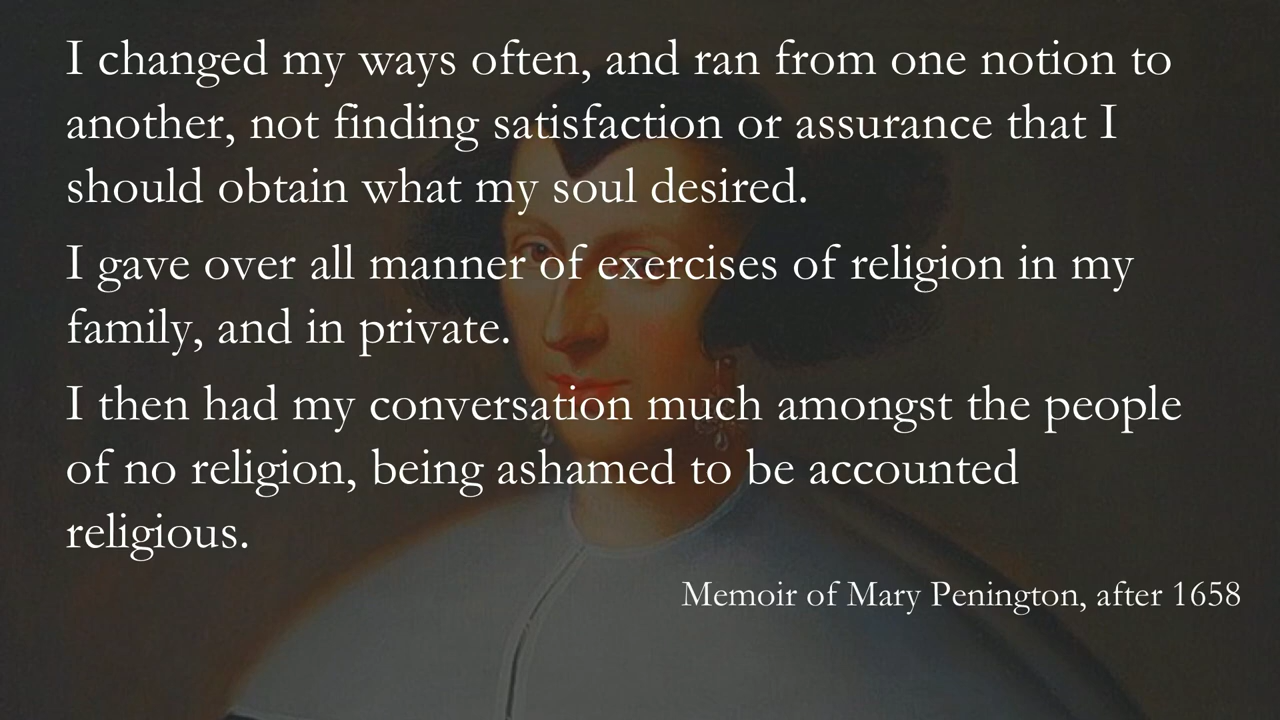 I changed my ways often, and ran from one notion to
another, not finding satisfaction or assurance that I
should obtain what my soul desired.
I gave over all manner of exercises of religion in my
family, and in private.
I then had my conversation much amongst the people
of no religion, being ashamed to be accounted
religious.
Memoir of Mary Penington, after 1658